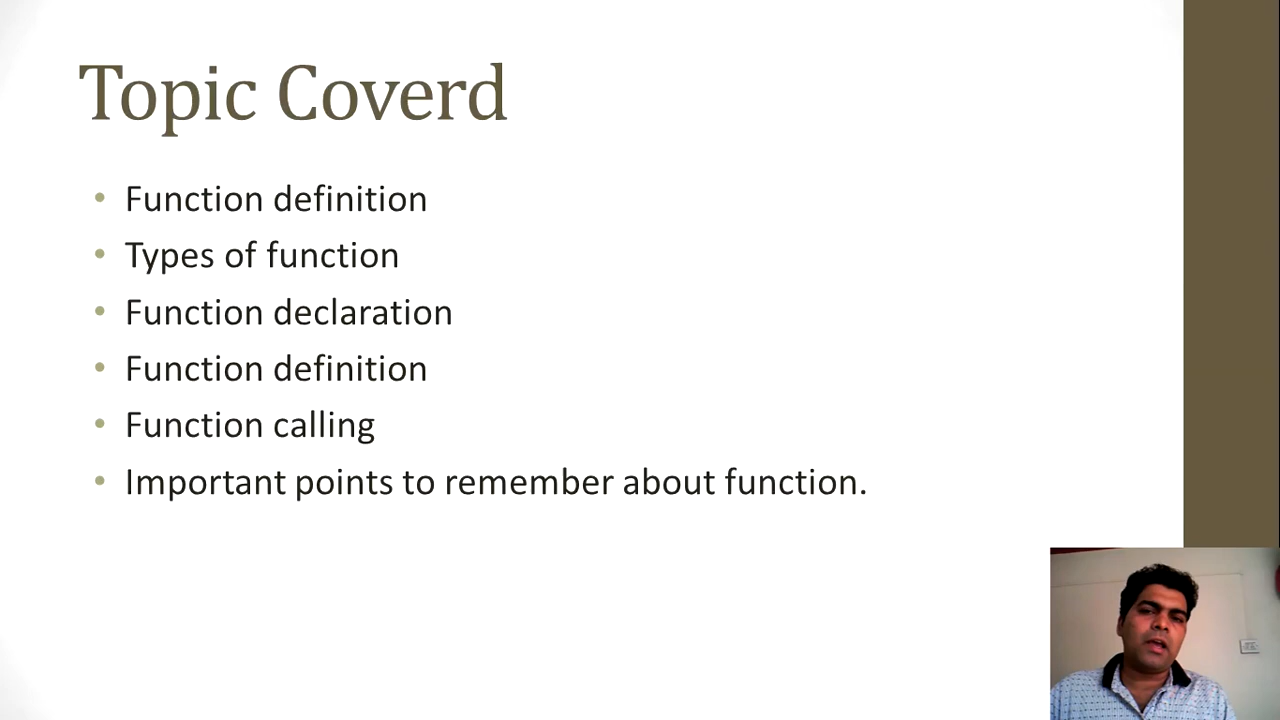 Topic Coverd
• Function definition
• Types of function
• Function declaration
• Function definition
• Function calling
• Important points to remember about function.